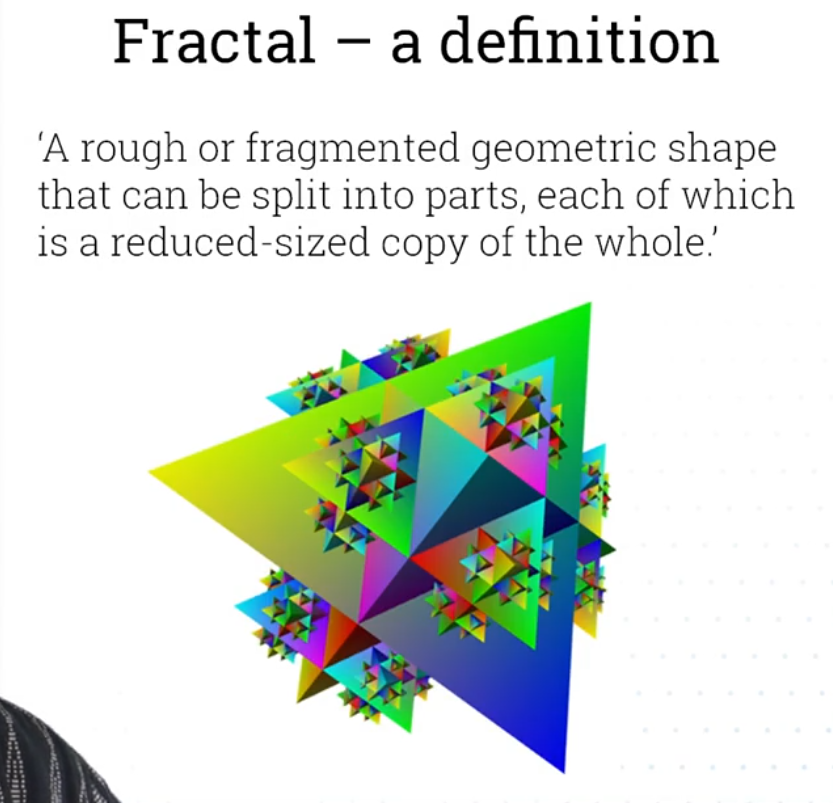 Fractal – a definition
‘A rough or fragmented geometric shape
that can be split into parts, each of which
is a reduced-sized copy of the whole.’